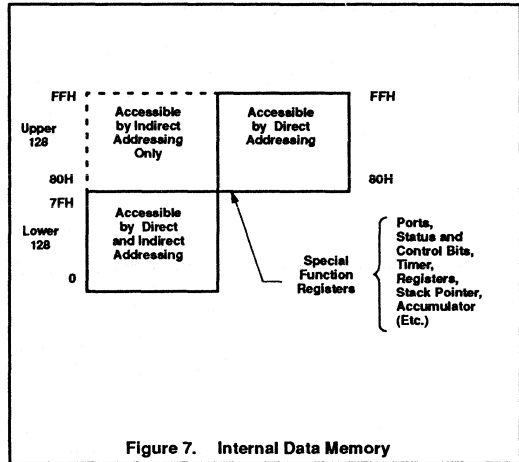 FFH
Upper
128
80H
7FH
Lower
128
0
Accessible
by Indirect
Addressing
Only
Accessible
by Direct
Addressing
FFH
80H
Accessible
by Direct
and Indirect
Addressing
Special
Function
Registers
Ports,
Status and
Control Bits,
Timer,
Registers,
Stack Pointer,
Accumulator
(Etc.)
Figure 7. Internal Data Memory